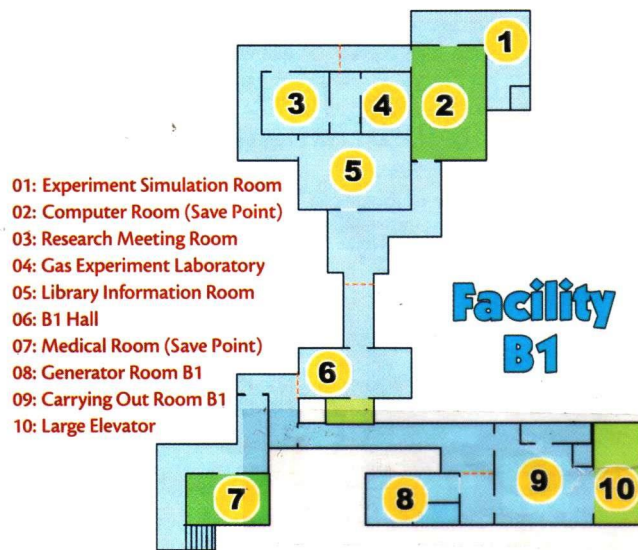 1
2
3
4
5
01: Experiment Simulation Room
02: Computer Room (Save Point)
03: Research Meeting Room
04: Gas Experiment Laboratory
05: Library Information Room
06: B1 Hall
07: Medical Room (Save Point)
08: Generator Room B1
09: Carrying Out Room B1
10: Large Elevator
Facility
B1
6
7
8
9
10